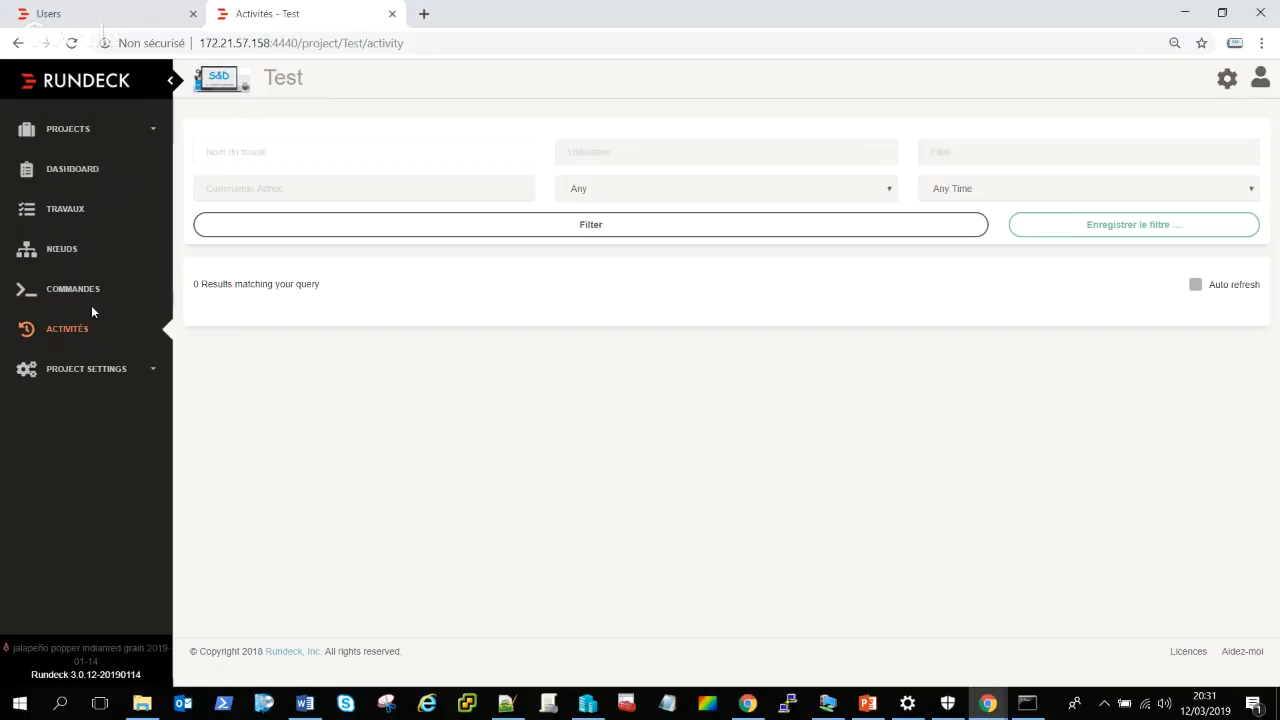 Users
Activités - Test
Non sécurisé
172.21.57.158:4440/project/Test/activity
RUNDECK
S&D
Test
PROJECTS
DASHBOARD
TRAVAUX
NŒUDS
COMMANDES
ACTIVITÉS
PROJECT SETTINGS
Nom du travail
Utilisateur
Filter
Commande Adhoc
Any
Any Time
Filter
Enregistrer le filtre ...
0 Results matching your query
Auto refresh
jalapeño popper indianred grain 2019-
01-14
Rundeck 3.0.12-20190114
© Copyright 2018 Rundeck, Inc. All rights reserved.
Licences
Aidez-moi
20:31
12/03/2019